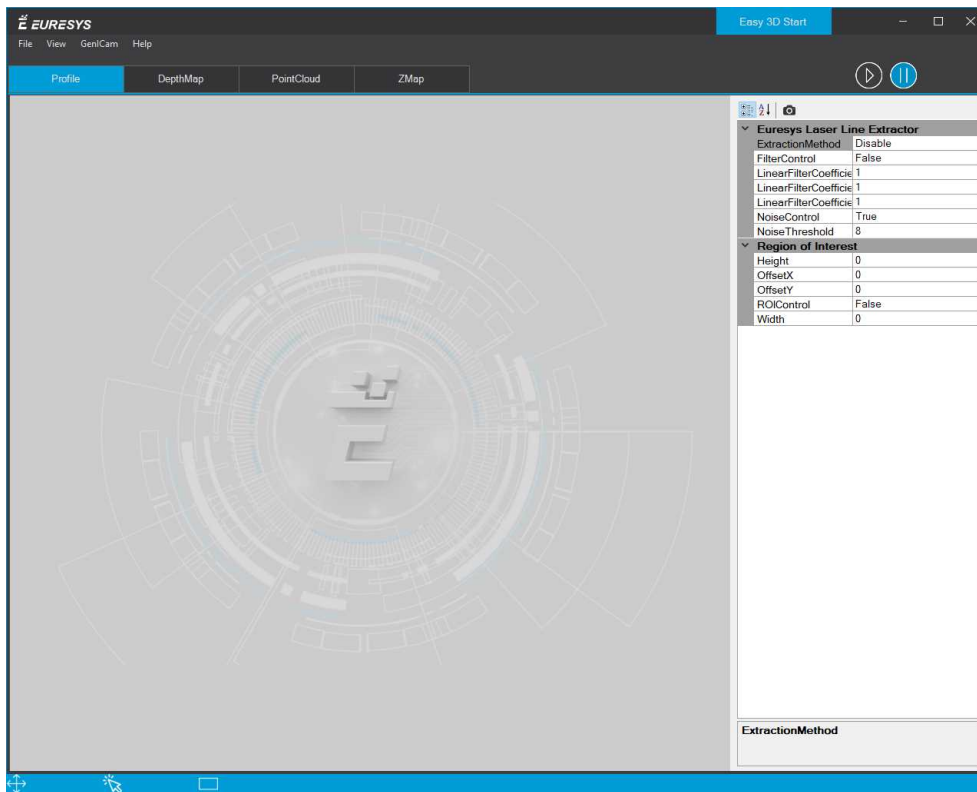 É EURESYS
Easy 3D Start
File View GenICam Help
Profile DepthMap PointCloud ZMap
Euresys Laser Line Extractor
ExtractionMethod Disable
FilterControl False
LinearFilterCoefficie 1
LinearFilterCoefficie 1
LinearFilterCoefficie 1
NoiseControl True
NoiseThreshold 8
Region of Interest
Height 0
OffsetX 0
OffsetY 0
ROIControl False
Width 0
ExtractionMethod